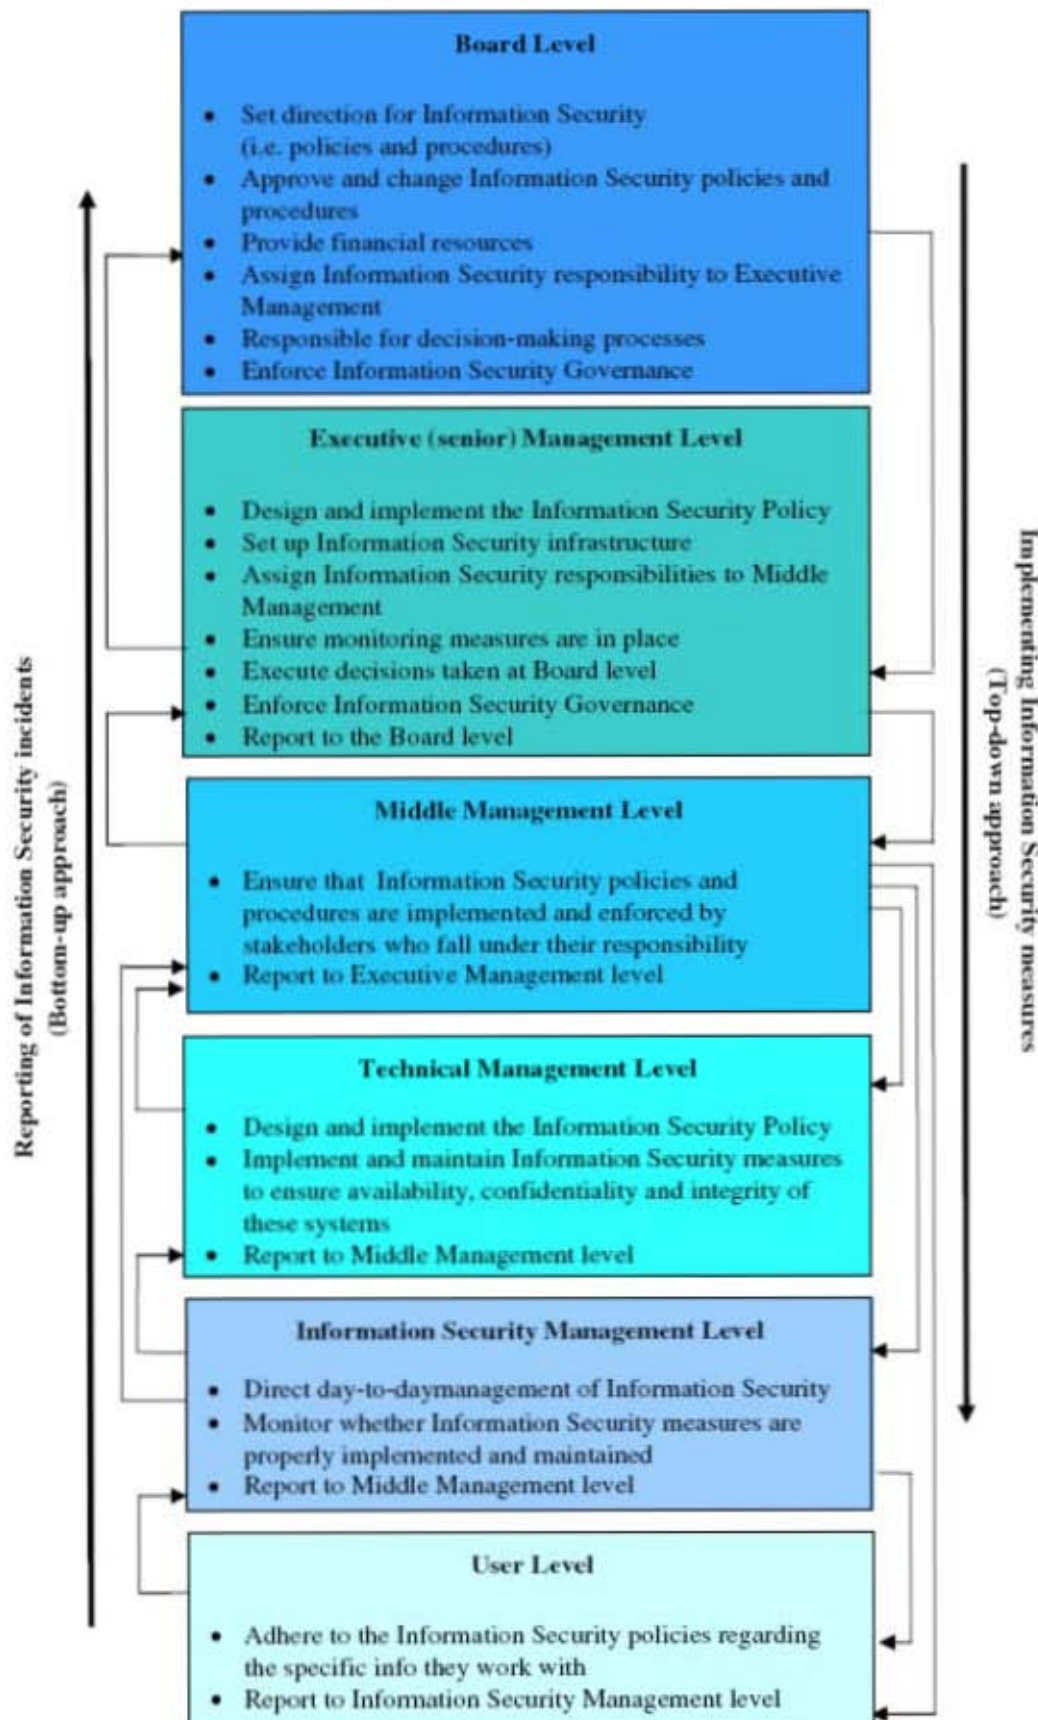 Board Level
• Set direction for Information Security
(i.e. policies and procedures)
• Approve and change Information Security policies and
procedures
• Provide financial resources
• Assign Information Security responsibility to Executive
Management
• Responsible for decision-making processes
• Enforce Information Security Governance
Executive (senior) Management Level
• Design and implement the Information Security Policy
• Set up Information Security infrastructure
• Assign Information Security responsibilities to Middle
Management
• Ensure monitoring measures are in place
• Execute decisions taken at Board level
• Enforce Information Security Governance
• Report to the Board level
Middle Management Level
• Ensure that Information Security policies and
procedures are implemented and enforced by
stakeholders who fall under their responsibility
• Report to Executive Management level
Technical Management Level
• Design and implement the Information Security Policy
• Implement and maintain Information Security measures
to ensure availability, confidentiality and integrity of
these systems
• Report to Middle Management level
Information Security Management Level
• Direct day-to-daymanagement of Information Security
• Monitor whether Information Security measures are
properly implemented and maintained
• Report to Middle Management level
User Level
• Adhere to the Information Security policies regarding
the specific info they work with
• Report to Information Security Management level
Reporting of Information Security incidents
(Bottom-up approach)
Implementing Information Security measures
(Top-down approach)